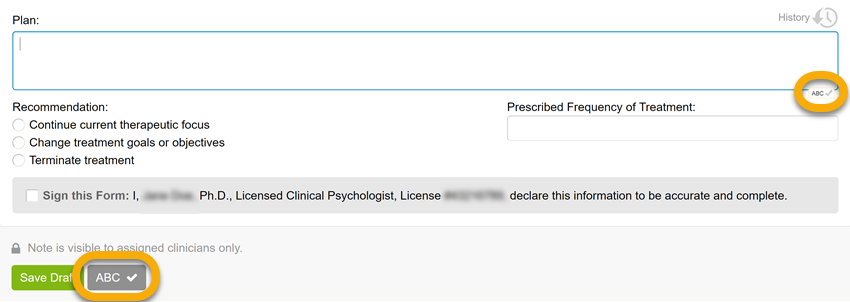 Plan:
History
ABC
Recommendation:
Prescribed Frequency of Treatment:
Continue current therapeutic focus
Change treatment goals or objectives
Terminate treatment
Sign this Form: I, Ph.D., Licensed Clinical Psychologist, License declare this information to be accurate and complete.
Note is visible to assigned clinicians only.
Save Draf
ABC